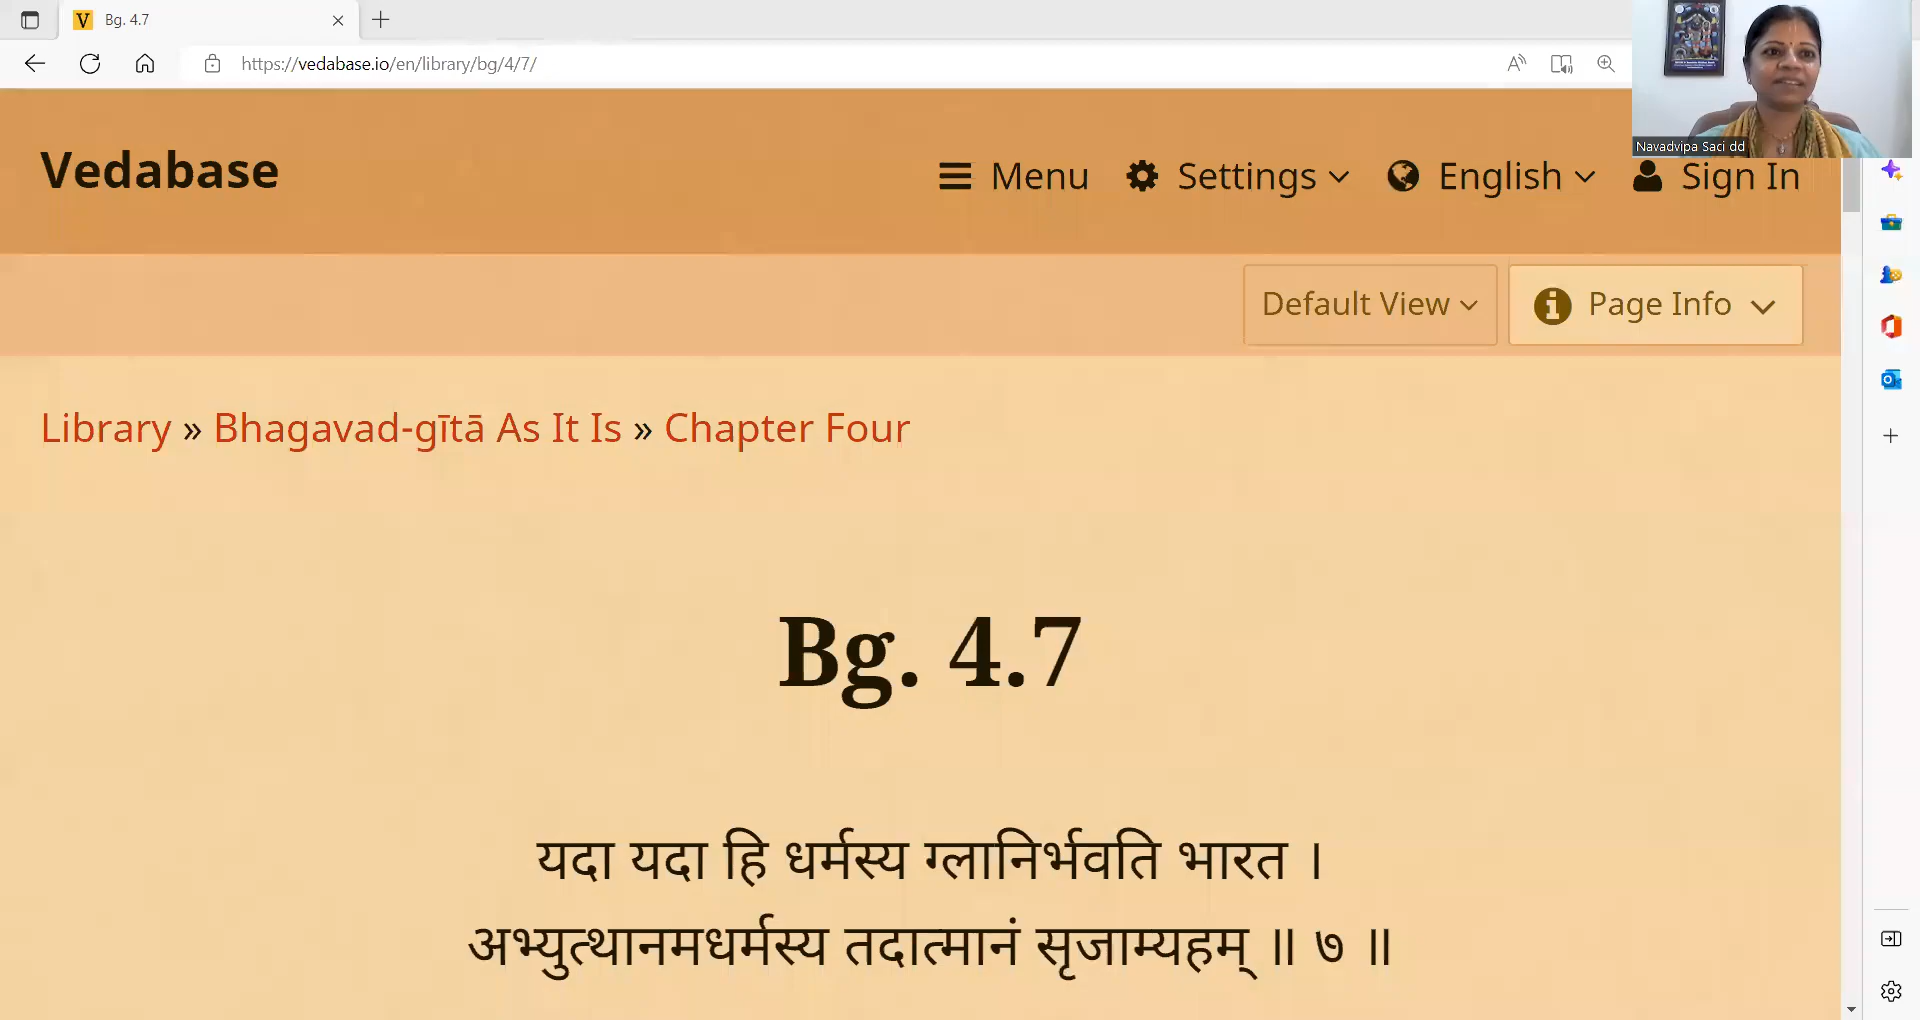 Bg. 4.7
https://vedabase.io/en/library/bg/4/7/
Navadvipa Saci dd
Vedabase
Menu Settings English Sign In
Default View Page Info
Library » Bhagavad-gītā As It Is » Chapter Four
Bg. 4.7
यदा यदा हि धर्मस्य ग्लानिर्भवति भारत ।
अभ्युत्थानमधर्मस्य तदात्मानं सृजाम्यहम् ॥ ७ ॥